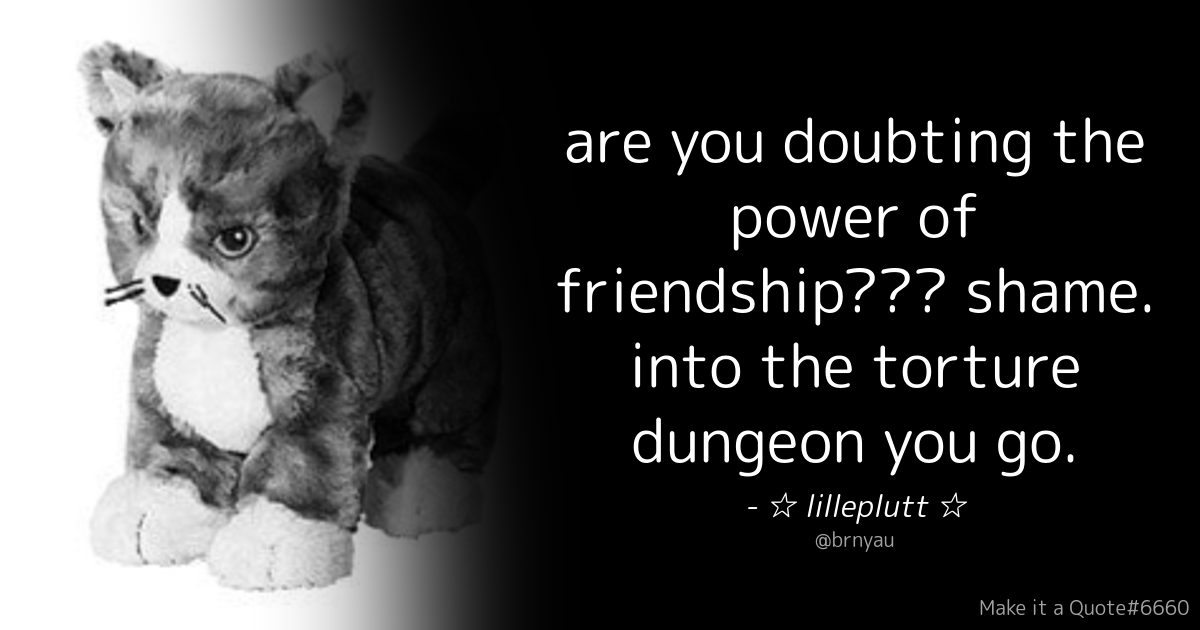 are you doubting the
power of
friendship??? shame.
into the torture
dungeon you go.
- ☆ lilleplutt ☆
@brnyau
Make it a Quote#6660